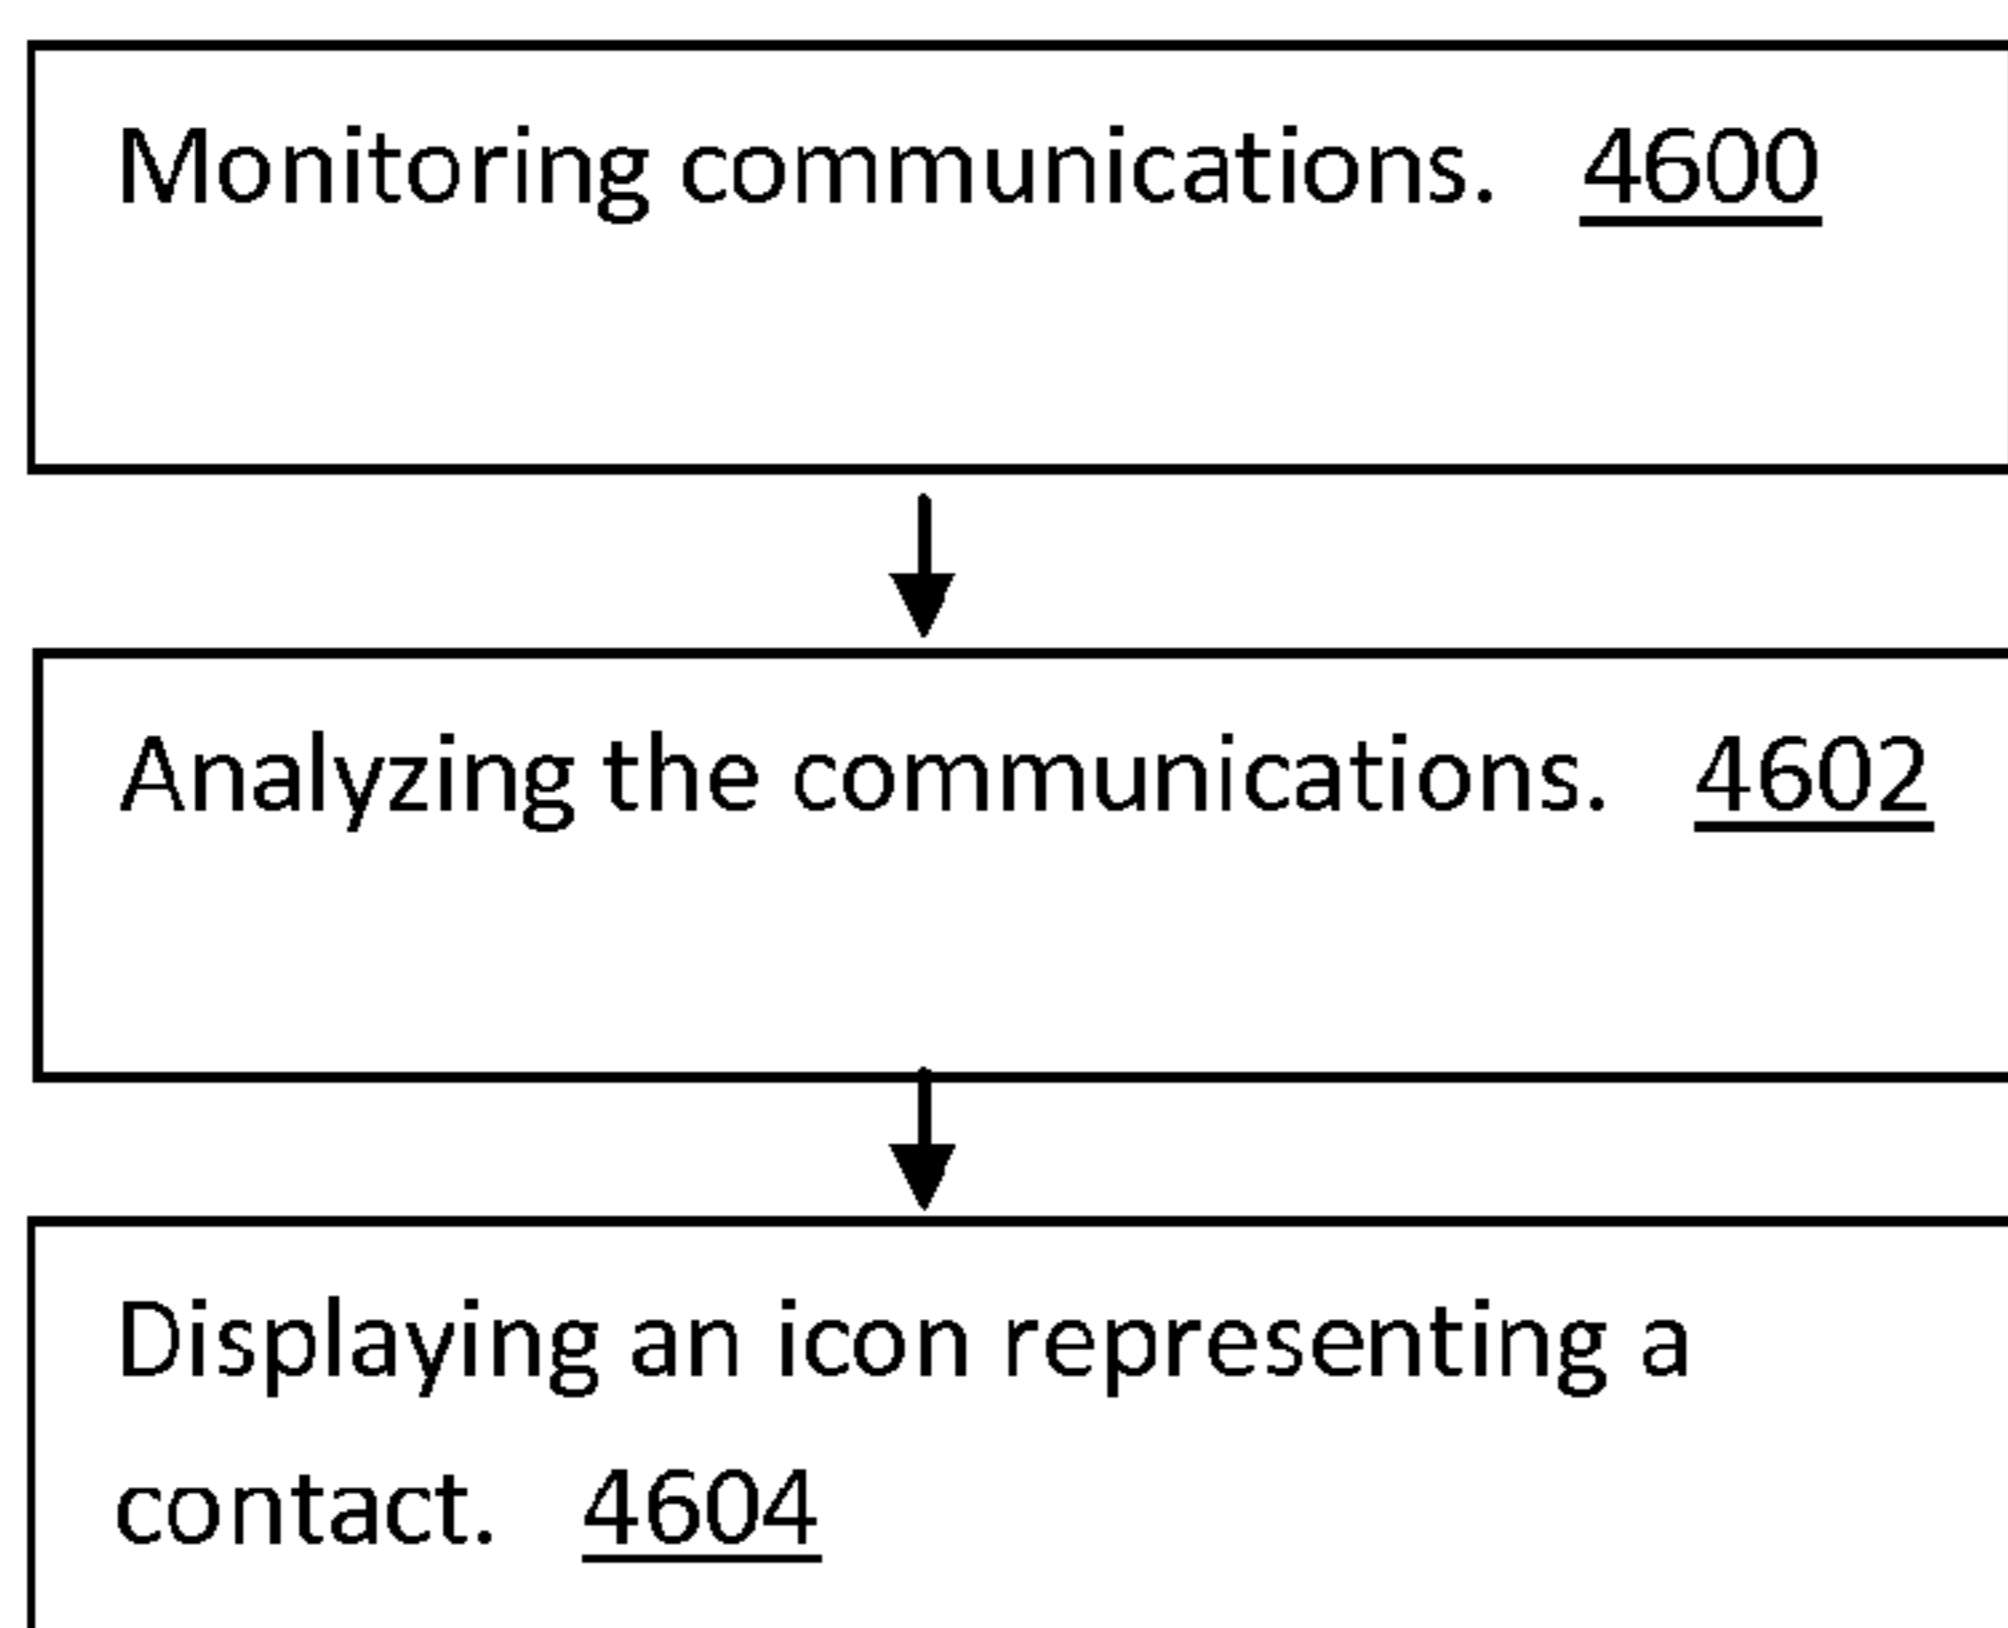 Monitoring communications. 4600
Analyzing the communications. 4602
Displaying an icon representing a
contact. 4604